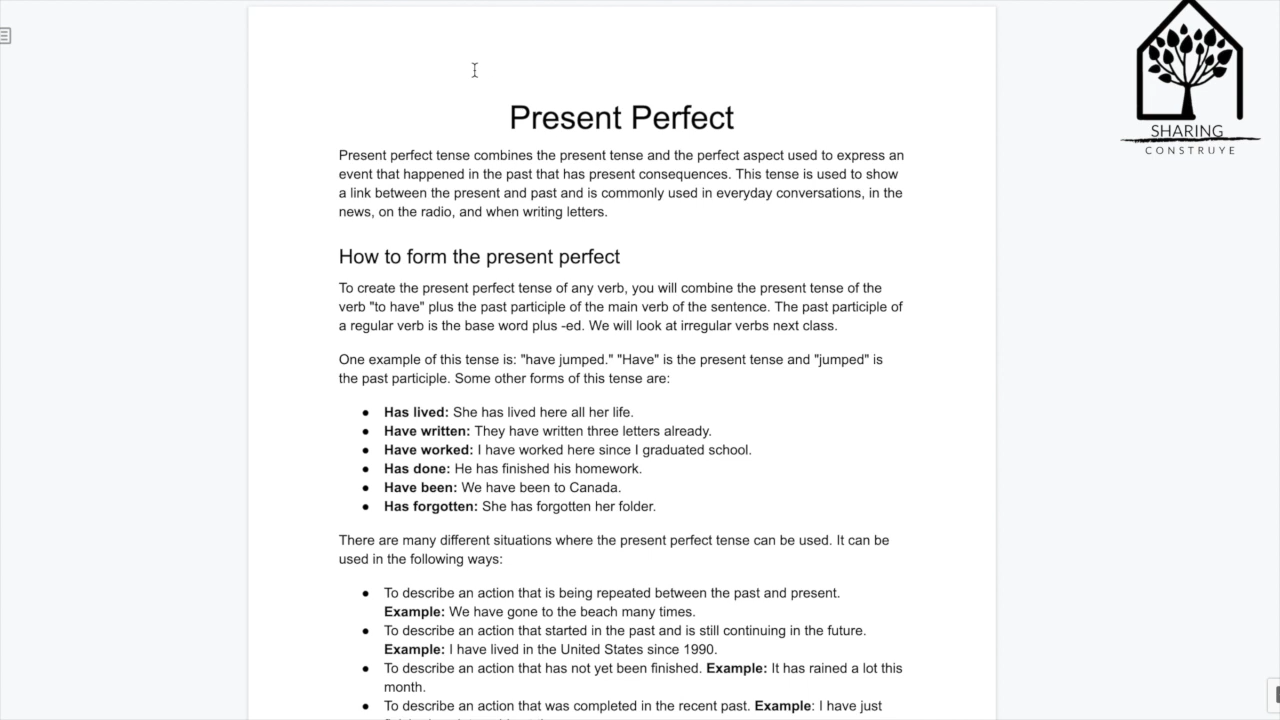 Present Perfect
Present perfect tense combines the present tense and the perfect aspect used to express an
event that happened in the past that has present consequences. This tense is used to show
a link between the present and past and is commonly used in everyday conversations, in the
news, on the radio, and when writing letters.
How to form the present perfect
To create the present perfect tense of any verb, you will combine the present tense of the
verb "to have" plus the past participle of the main verb of the sentence. The past participle of
a regular verb is the base word plus -ed. We will look at irregular verbs next class.
One example of this tense is: "have jumped." "Have" is the present tense and "jumped" is
the past participle. Some other forms of this tense are:
● Has lived: She has lived here all her life.
● Have written: They have written three letters already.
● Have worked: I have worked here since I graduated school.
● Has done: He has finished his homework.
● Have been: We have been to Canada.
● Has forgotten: She has forgotten her folder.
There are many different situations where the present perfect tense can be used. It can be
used in the following ways:
● To describe an action that is being repeated between the past and present.
Example: We have gone to the beach many times.
● To describe an action that started in the past and is still continuing in the future.
Example: I have lived in the United States since 1990.
● To describe an action that has not yet been finished. Example: It has rained a lot this
month.
● To describe an action that was completed in the recent past. Example: I have just
SHARING
CONSTRUYE